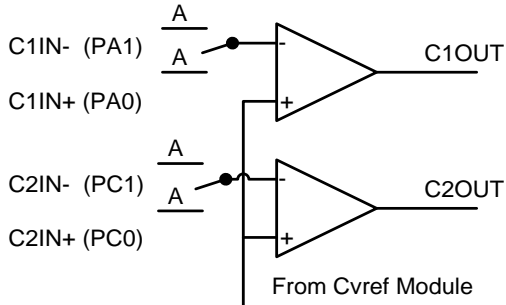 A
C1IN- (PA1)
A
-
C1OUT
C1IN+ (PA0)
+
A
C2IN- (PC1)
A
-
C2OUT
C2IN+ (PC0)
+
From Cvref Module